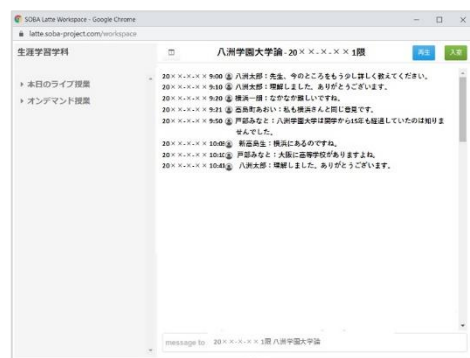 SOBA Latte Workspace - Google Chrome
latte.soba-project.com/workspace
生涯学習学科
八洲学園大学論-20××-×-××1限
再生
入室
本日のライブ授業
オンデマンド授業
20××-×-×× 9:00 八洲太郎：先生、今のところをもう少し詳しく教えてください。
20××-×-×× 9:10 八洲太郎：理解しました。ありがとうございます。
20××-×-×× 9:20 横浜一朗：なかなか難しいですね。
20××-×-×× 9:21 高島町あおい：私も横浜さんと同じ意見です。
20××-×-×× 9:50 戸部みなと：八洲学園大学は開学から15年も経過していたのは知りま
せんでした。
20××-×-×× 10:05 新高英生：横浜にあるのですね。
20××-×-×× 10:10 戸部みなと：大阪に高等学校がありますよね。
20××-×-×× 10:41 八洲太郎：理解しました。ありがとうございます。
message to 20××-×-×× 1限 八洲学園大学論